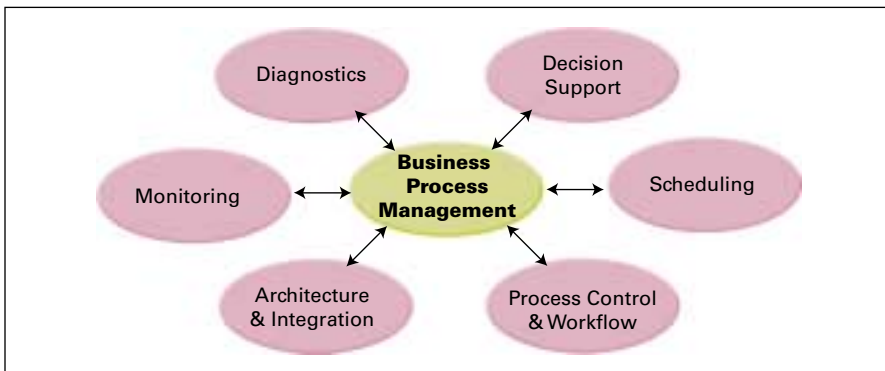 Diagnostics
Decision
Support
Business
Process
Management
Monitoring
Scheduling
Architecture
& Integration
Process Control
& Workflow